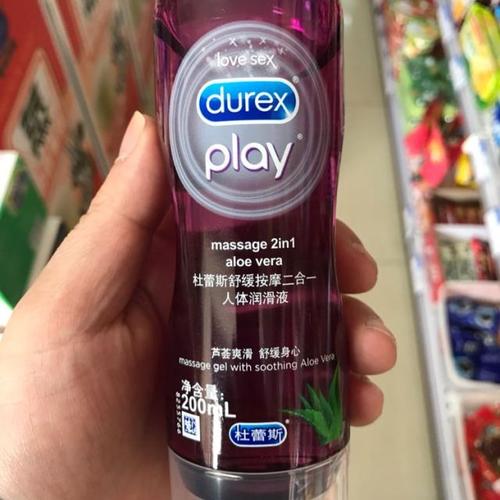 love sex
durex
play
massage 2in1
aloe vera
杜蕾斯舒缓按摩二合一
人体润滑液
芦荟爽滑 舒缓身心
massage gel with soothing Aloe Vera
净含量:
200mL
8235766
杜蕾斯